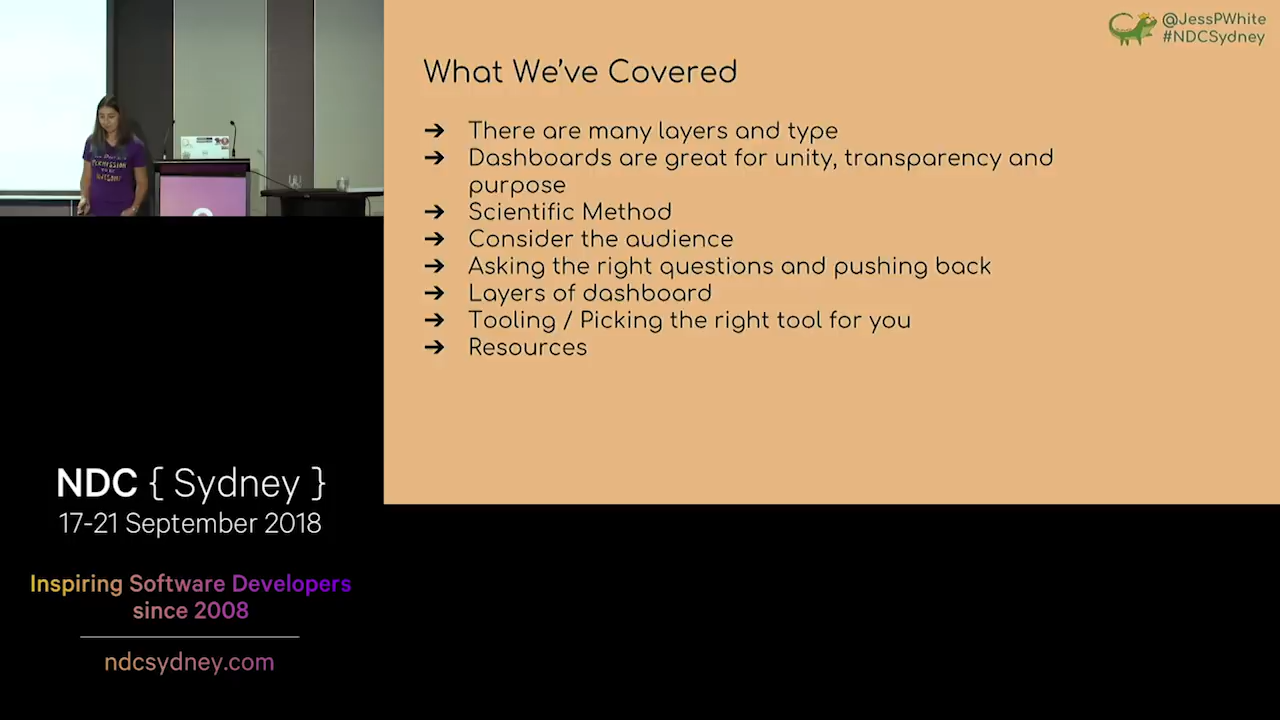 @JessPWhite
#NDCSydney
What We've Covered
➔ There are many layers and type
➔ Dashboards are great for unity, transparency and
purpose
➔ Scientific Method
➔ Consider the audience
➔ Asking the right questions and pushing back
➔ Layers of dashboard
➔ Tooling / Picking the right tool for you
➔ Resources
NDC { Sydney }
17-21 September 2018
Inspiring Software Developers
since 2008
ndcsydney.com